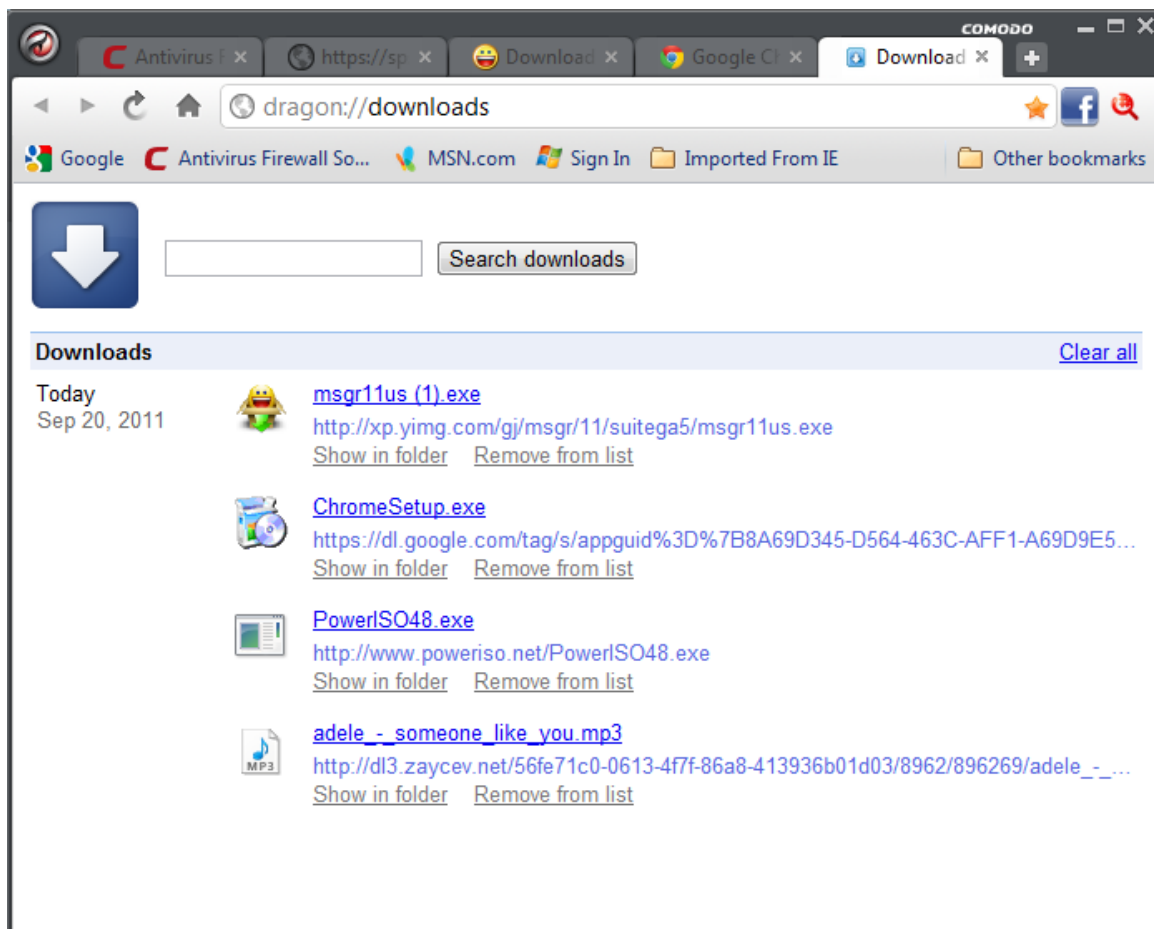 COMODO
Antivirus F
https://sp
Download
Google Ch
Download
dragon://downloads
Google
Antivirus Firewall So...
MSN.com
Sign In
Imported From IE
Other bookmarks
Search downloads
Downloads
Clear all
Today
Sep 20, 2011
msgr11us (1).exe
http://xp.yimg.com/gj/msgr/11/suitega5/msgr11us.exe
Show in folder Remove from list
ChromeSetup.exe
https://dl.google.com/tag/s/appguid%3D%7B8A69D345-D564-463C-AFF1-A69D9E5...
Show in folder Remove from list
PowerISO48.exe
http://www.poweriso.net/PowerISO48.exe
Show in folder Remove from list
MP3
adele_-_someone_like_you.mp3
http://dl3.zaycev.net/56fe71c0-0613-4f7f-86a8-413936b01d03/8962/896269/adele_-_...
Show in folder Remove from list